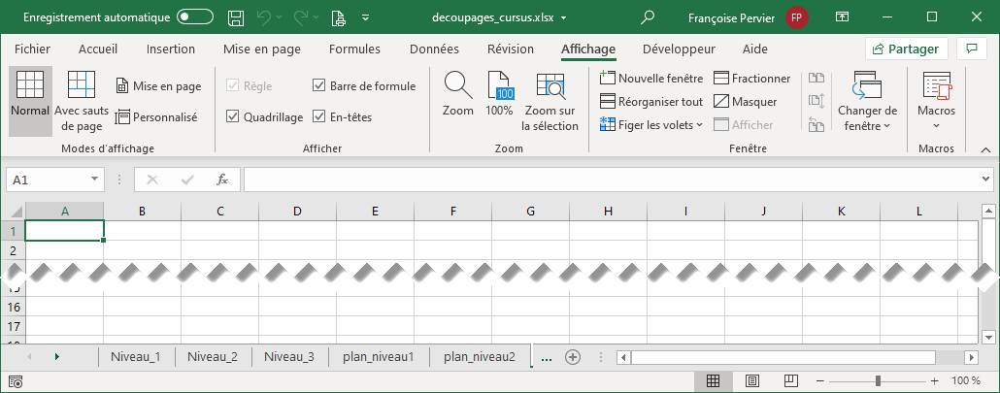 Enregistrement automatique decoupages_cursus.xlsx Françoise Pervier FP
Fichier Accueil Insertion Mise en page Formules Données Révision Affichage Développeur Aide Partager
Normal Avec sauts de page Mise en page Personnalisé
Modes d'affichage
Règle Barre de formule
Quadrillage En-têtes
Afficher
Zoom 100 100% Zoom sur la sélection
Zoom
Nouvelle fenêtre Fractionner
Réorganiser tout Masquer
Figer les volets Afficher
Changer de fenêtre
Fenêtre
Macros
Macros
A1 fx
A B C D E F G H I J K L
1
2
15
16
17
18
Niveau_1 Niveau_2 Niveau_3 plan_niveau1 plan_niveau2 ...
100 %